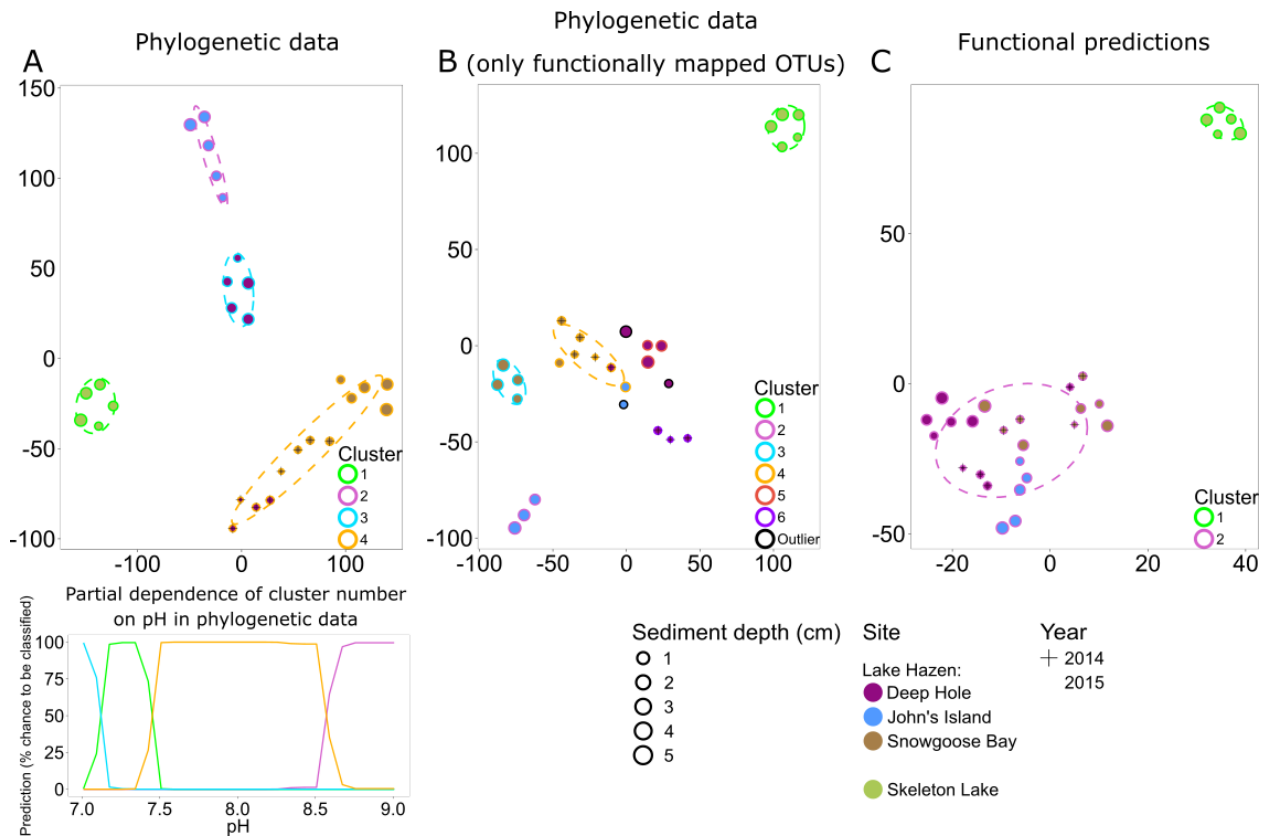 A
Phylogenetic data
150
100
50
0
-50
-100
-100
0
100
Cluster
1
2
3
4
B
Phylogenetic data
(only functionally mapped OTUs)
100
50
0
-50
-100
-100
-50
0
50
100
Cluster
1
2
3
4
5
6
Outlier
C
Functional predictions
50
0
-50
-20
0
20
40
Cluster
1
2
Partial dependence of cluster number
on pH in phylogenetic data
Prediction (% chance to be classified)
100
75
50
25
0
7.0
7.5
8.0
8.5
9.0
pH
Sediment depth (cm)
1
2
3
4
5
Site
Lake Hazen:
Deep Hole
John's Island
Snowgoose Bay
Skeleton Lake
Year
2014
2015